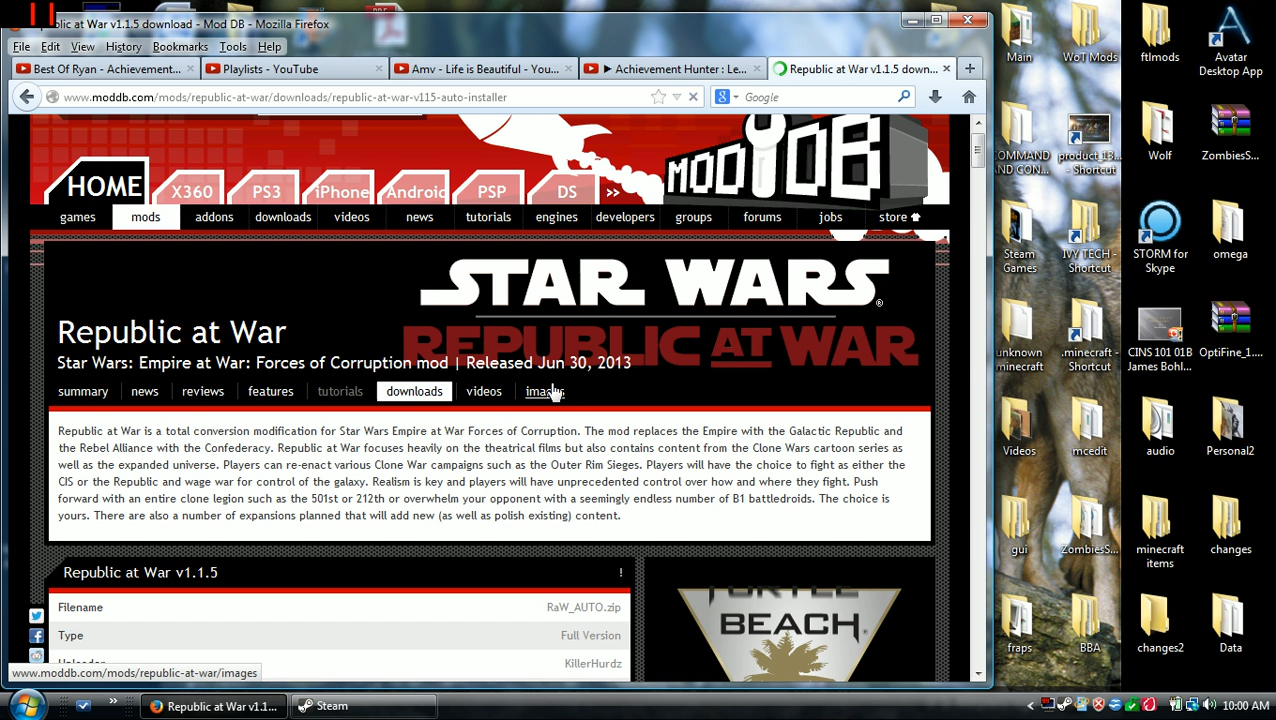 Republic at War v1.1.5 download - Mod DB - Mozilla Firefox
File Edit View History Bookmarks Tools Help
Best Of Ryan - Achievement...
Playlists - YouTube
Amv - Life is Beautiful - You...
► Achievement Hunter : Le...
Republic at War v1.1.5 down...
www.moddb.com/mods/republic-at-war/downloads/republic-at-war-v115-auto-installer
Google
HOME X360 PS3 iPhone Android PSP DS »
MOD DB
games mods addons downloads videos news tutorials engines developers groups forums jobs store
STAR WARS®
REPUBLIC AT WAR
Republic at War
Star Wars: Empire at War: Forces of Corruption mod | Released Jun 30, 2013
summary news reviews features tutorials downloads videos images
Republic at War is a total conversion modification for Star Wars Empire at War Forces of Corruption. The mod replaces the Empire with the Galactic Republic and
the Rebel Alliance with the Confederacy. Republic at War focuses heavily on the theatrical films but also contains content from the Clone Wars cartoon series as
well as the expanded universe. Players can re-enact various Clone War campaigns such as the Outer Rim Sieges. Players will have the choice to fight as either the
CIS or the Republic and wage war for control of the galaxy. Realism is key and players will have unprecedented control over how and where they fight. Push
forward with an entire clone legion such as the 501st or 212th or overwhelm your opponent with a seemingly endless number of B1 battledroids. The choice is
yours. There are also a number of expansions planned that will add new (as well as polish existing) content.
Republic at War v1.1.5 !
Filename RaW_AUTO.zip
Type Full Version
KillerHurdz
TURTLE
BEACH.
www.moddb.com/mods/republic-at-war/images
Main
WoT Mods
ftlmods
Avatar
Desktop App
COMMAND
AND CON...
product_13...
- Shortcut
Wolf
ZombiesS...
Steam
Games
IVY TECH -
Shortcut
STORM for
Skype
omega
unknown
minecraft
.minecraft -
Shortcut
CINS 101 01B
James Bohl...
OptiFine_1....
Videos
mcedit
audio
Personal2
gui
ZombiesS...
minecraft
items
changes
fraps
BBA
changes2
Data
» Republic at War v1.1... Steam 10:00 AM